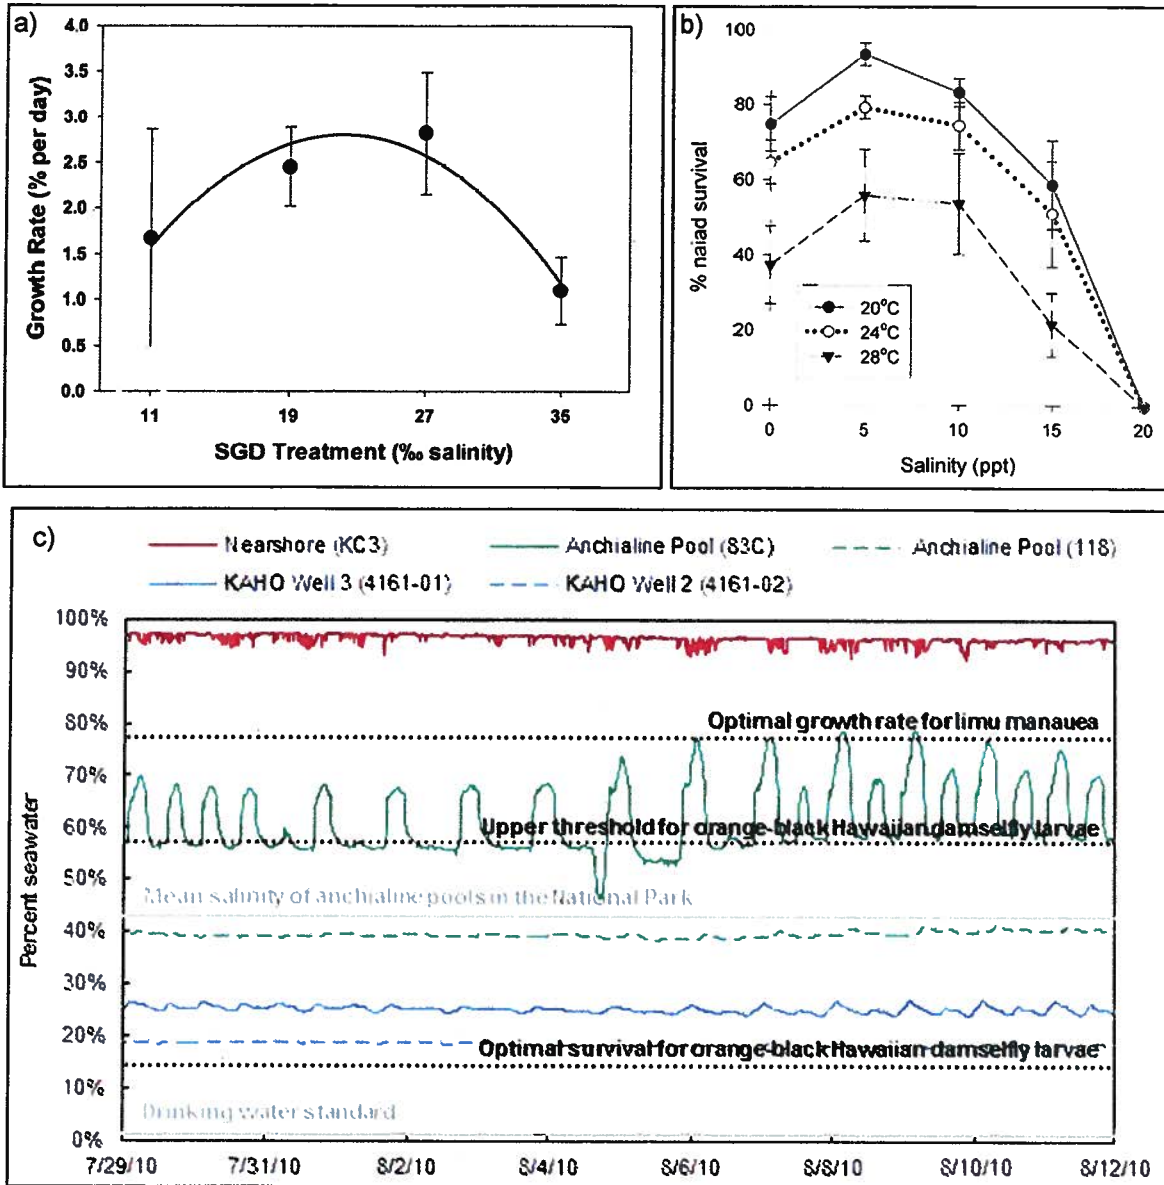 a)
4.0
3.5
3.0
2.5
2.0
1.5
1.0
0.5
0.0
Growth Rate (% per day)
11 19 27 35
SGD Treatment (‰ salinity)
b)
100
80
60
40
20
0
% naiad survival
20°C
24°C
28°C
0 5 10 15 20
Salinity (ppt)
c)
Nearshore (KC3) Anchialine Pool (83C) Anchialine Pool (118)
KAHO Well 3 (4161-01) KAHO Well 2 (4161-02)
100%
90%
80%
70%
60%
50%
40%
30%
20%
10%
0%
Percent seawater
Optimal growth rate for limu manauea
Upper threshold for orange-black Hawaiian damselfly larvae
Mean salinity of anchialine pools in the National Park
Optimal survival for orange-black Hawaiian damselfly larvae
Drinking water standard
7/29/10 7/31/10 8/2/10 8/4/10 8/6/10 8/8/10 8/10/10 8/12/10